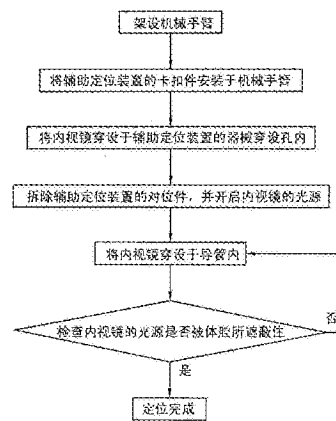 架设机械手臂
将辅助定位装置的卡扣件安装于机械手臂
将内视镜穿设于辅助定位装置的器械穿设孔内
拆除辅助定位装置的对位件，并开启内视镜的光源
将内视镜穿设于导管内
检查内视镜的光源是否液体腔所遮蔽住
否
是
定位完成